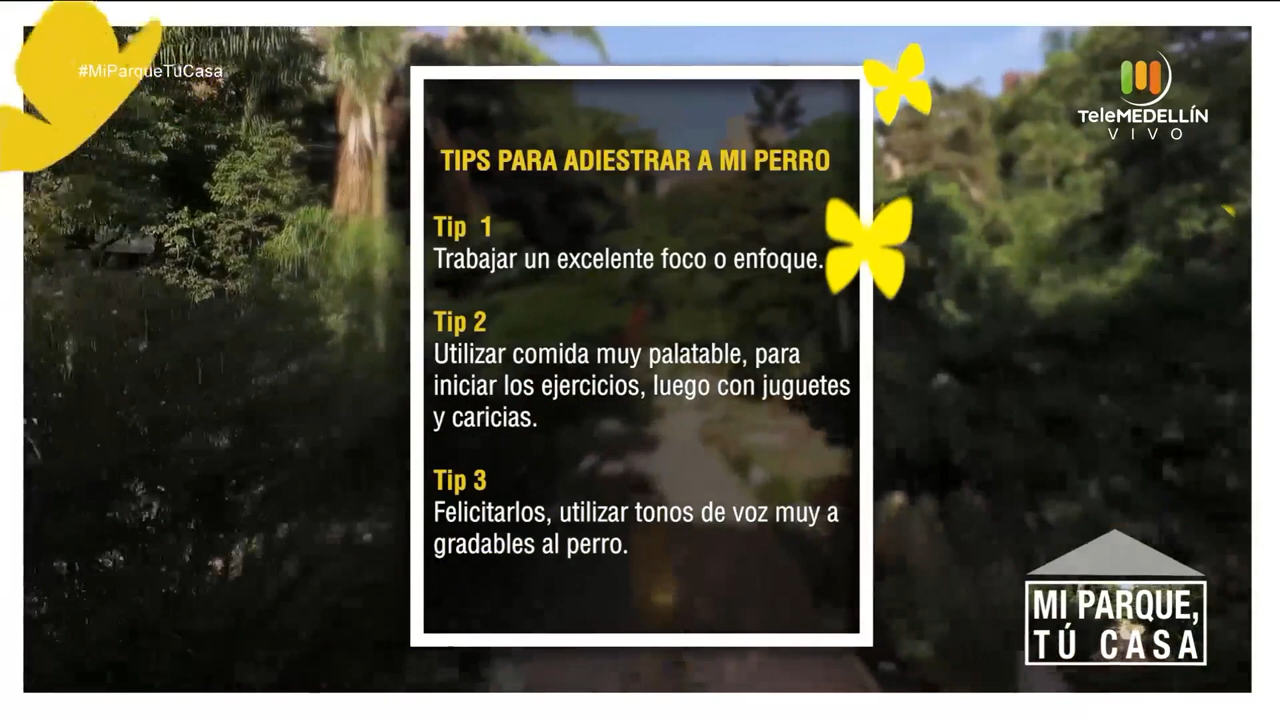 #MiParqueTuCasa
TeleMEDELLÍN
VIVO
TIPS PARA ADIESTRAR A MI PERRO
Tip 1
Trabajar un excelente foco o enfoque.
Tip 2
Utilizar comida muy palatable, para
iniciar los ejercicios, luego con juguetes
y caricias.
Tip 3
Felicitarlos, utilizar tonos de voz muy a
gradables al perro.
MI PARQUE,
TÚ CASA